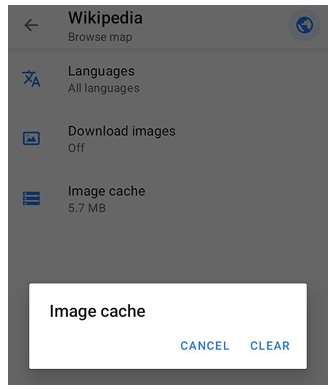 Wikipedia
Browse map
Languages
All languages
Download images
Off
Image cache
5.7 MB
Image cache
CANCEL CLEAR